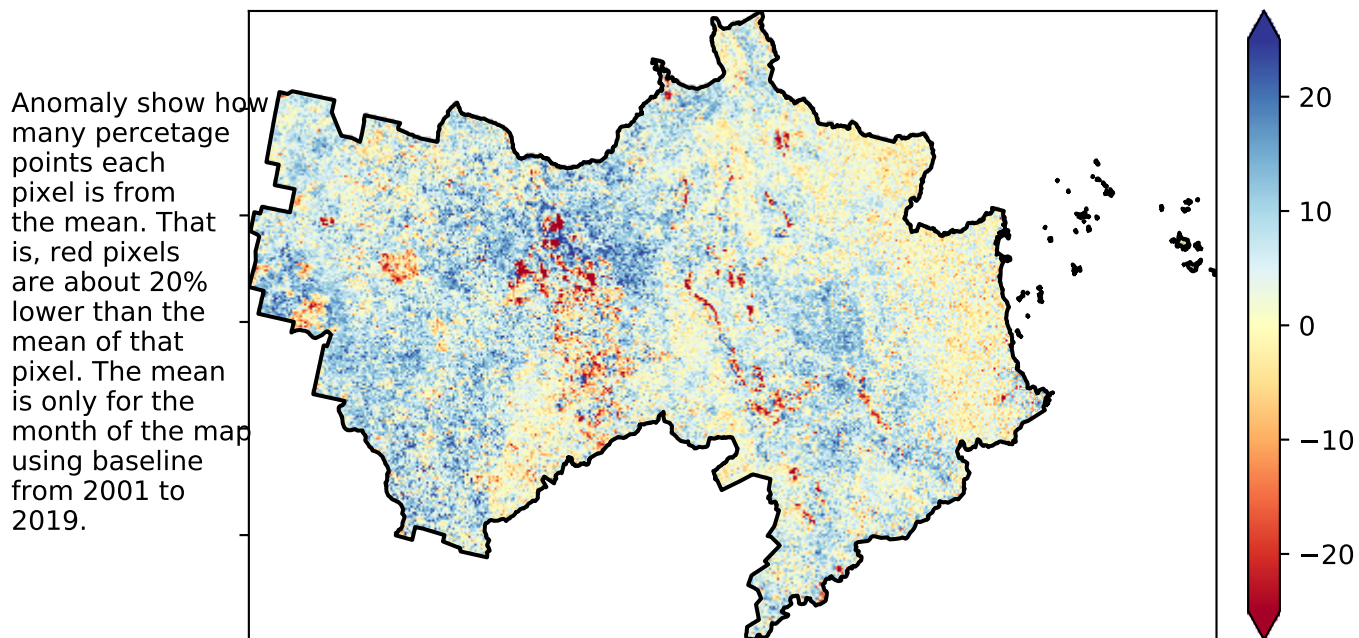 Anomaly show how
many percetage
points each
pixel is from
the mean. That
is, red pixels
are about 20%
lower than the
mean of that
pixel. The mean
is only for the
month of the map
using baseline
from 2001 to
2019.
20
10
0
−10
−20